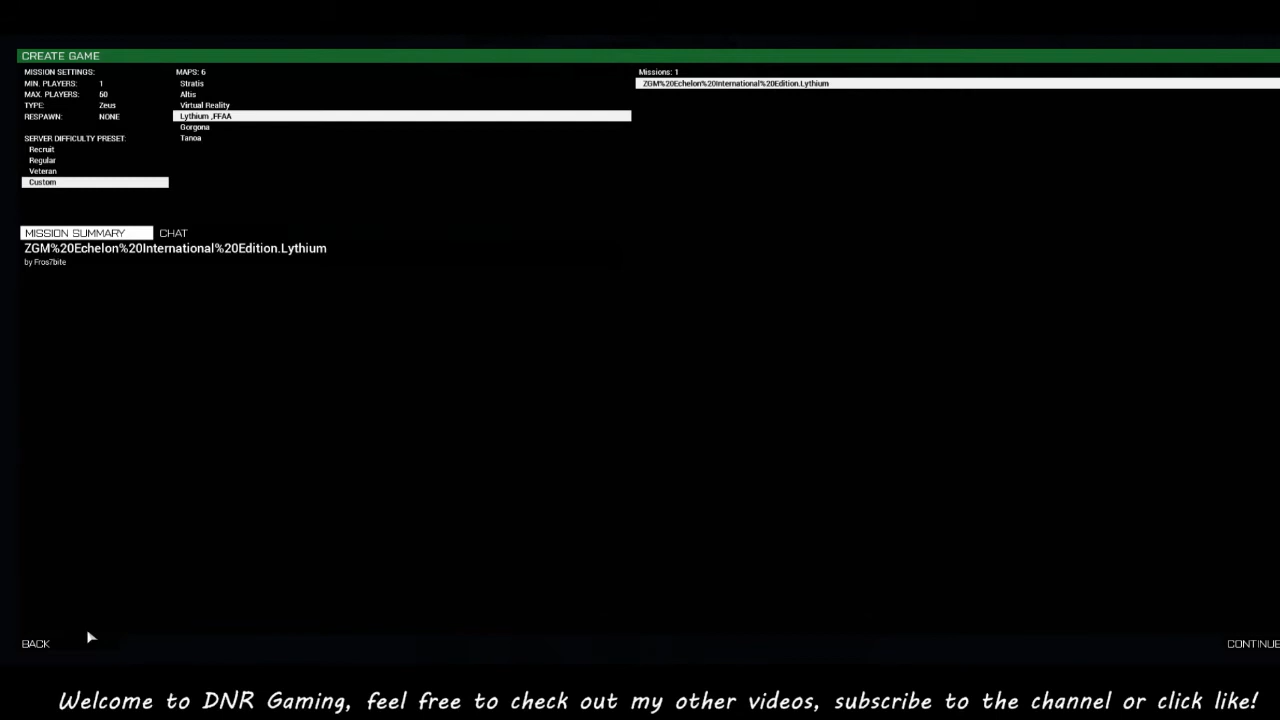 CREATE GAME
MISSION SETTINGS:
MIN. PLAYERS: 1
MAX. PLAYERS: 50
TYPE: Zeus
RESPAWN: NONE
SERVER DIFFICULTY PRESET:
Recruit
Regular
Veteran
Custom
MAPS: 6
Stratis
Altis
Virtual Reality
Lythium ,FFAA
Gorgona
Tanoa
Missions: 1
ZGM%20Echelon%20International%20Edition.Lythium
MISSION SUMMARY CHAT
ZGM%20Echelon%20International%20Edition.Lythium
by Fros7bite
BACK
CONTINUE
Welcome to DNR Gaming, feel free to check out my other videos, subscribe to the channel or click like!